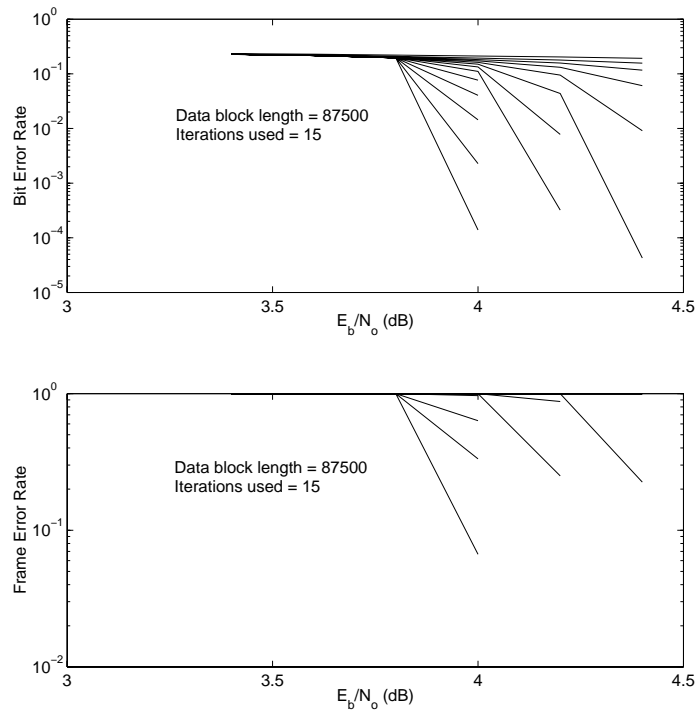 10^0
10^-1
10^-2
10^-3
10^-4
10^-5
Bit Error Rate
Data block length = 87500
Iterations used = 15
3
3.5
4
4.5
E_b/N_o (dB)
10^0
10^-1
10^-2
Frame Error Rate
Data block length = 87500
Iterations used = 15
3
3.5
4
4.5
E_b/N_o (dB)